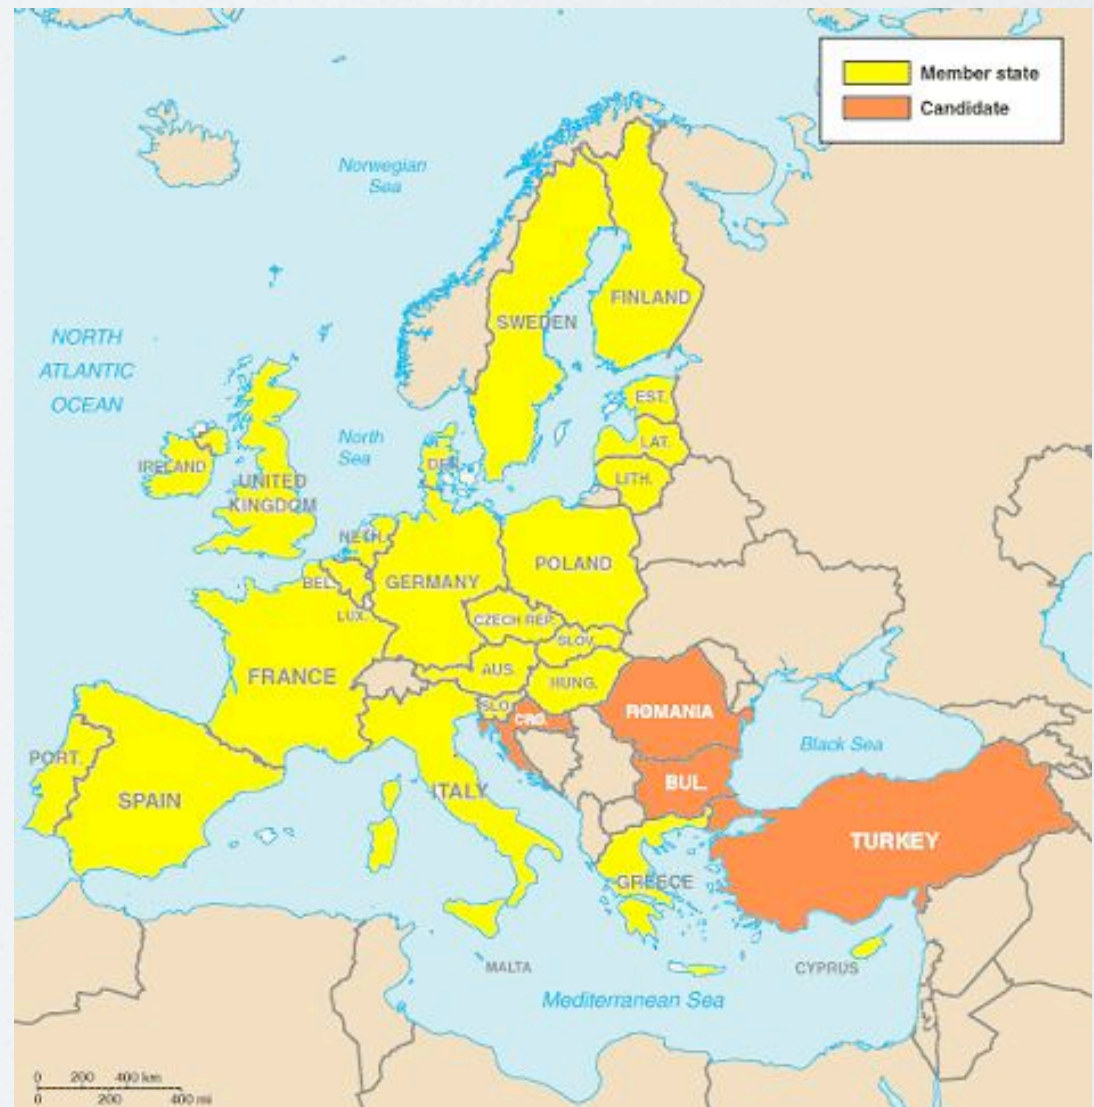 Member state
Candidate
Norwegian
Sea
FINLAND
SWEDEN
NORTH
ATLANTIC
OCEAN
EST.
North
Sea
LAT.
IRELAND
DEN.
LITH.
UNITED
KINGDOM
NETH.
POLAND
BEL.
GERMANY
LUX.
CZECH REP.
SLOV.
FRANCE
AUS.
HUNG.
SLO.
CRO.
ROMANIA
Black Sea
PORT.
SPAIN
ITALY
BUL.
TURKEY
GREECE
MALTA
CYPRUS
Mediterranean Sea
0 200 400 km
0 200 400 mi